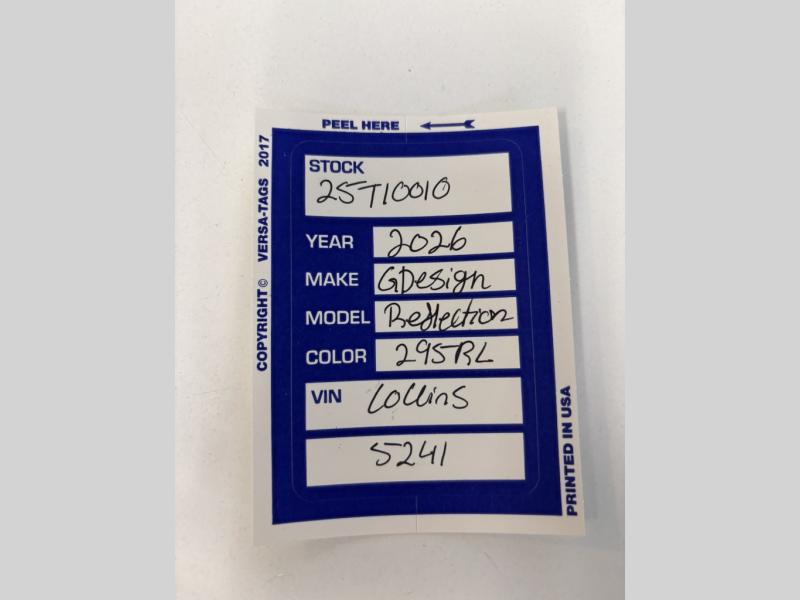 PEEL HERE
COPYRIGHT © VERSA-TAGS 2017
STOCK
25T10010
YEAR 2026
MAKE GDesign
MODEL Reflection
COLOR 295RL
VIN Collins
5241
PRINTED IN USA